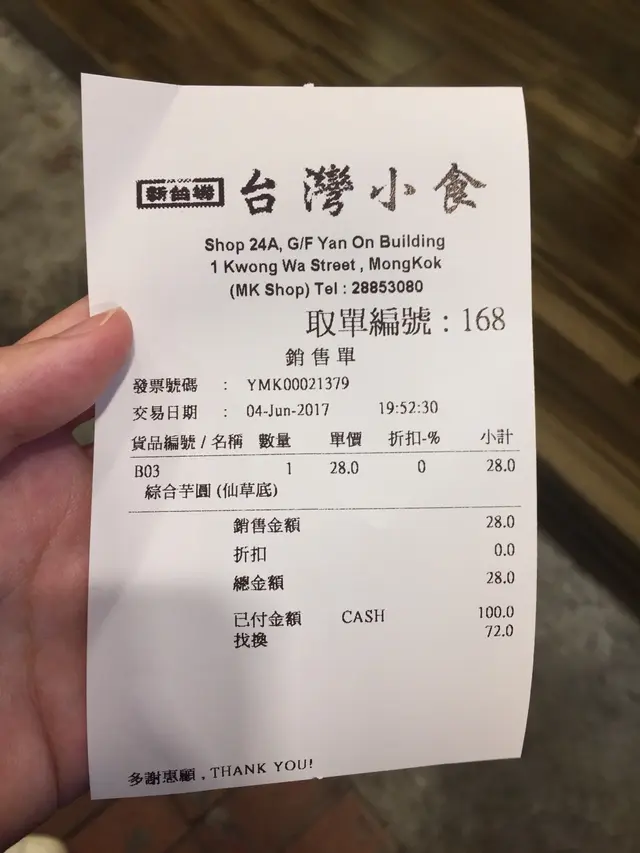 新台灣 台灣小食
Shop 24A, G/F Yan On Building
1 Kwong Wa Street , MongKok
(MK Shop) Tel : 28853080
取單編號 : 168
銷售單
發票號碼 : YMK00021379
交易日期 : 04-Jun-2017 19:52:30
貨品編號 / 名稱 數量 單價 折扣-% 小計
B03 1 28.0 0 28.0
綜合芋圓 (仙草底)
銷售金額 28.0
折扣 0.0
總金額 28.0
已付金額 CASH 100.0
找換 72.0
多謝惠顧 , THANK YOU!